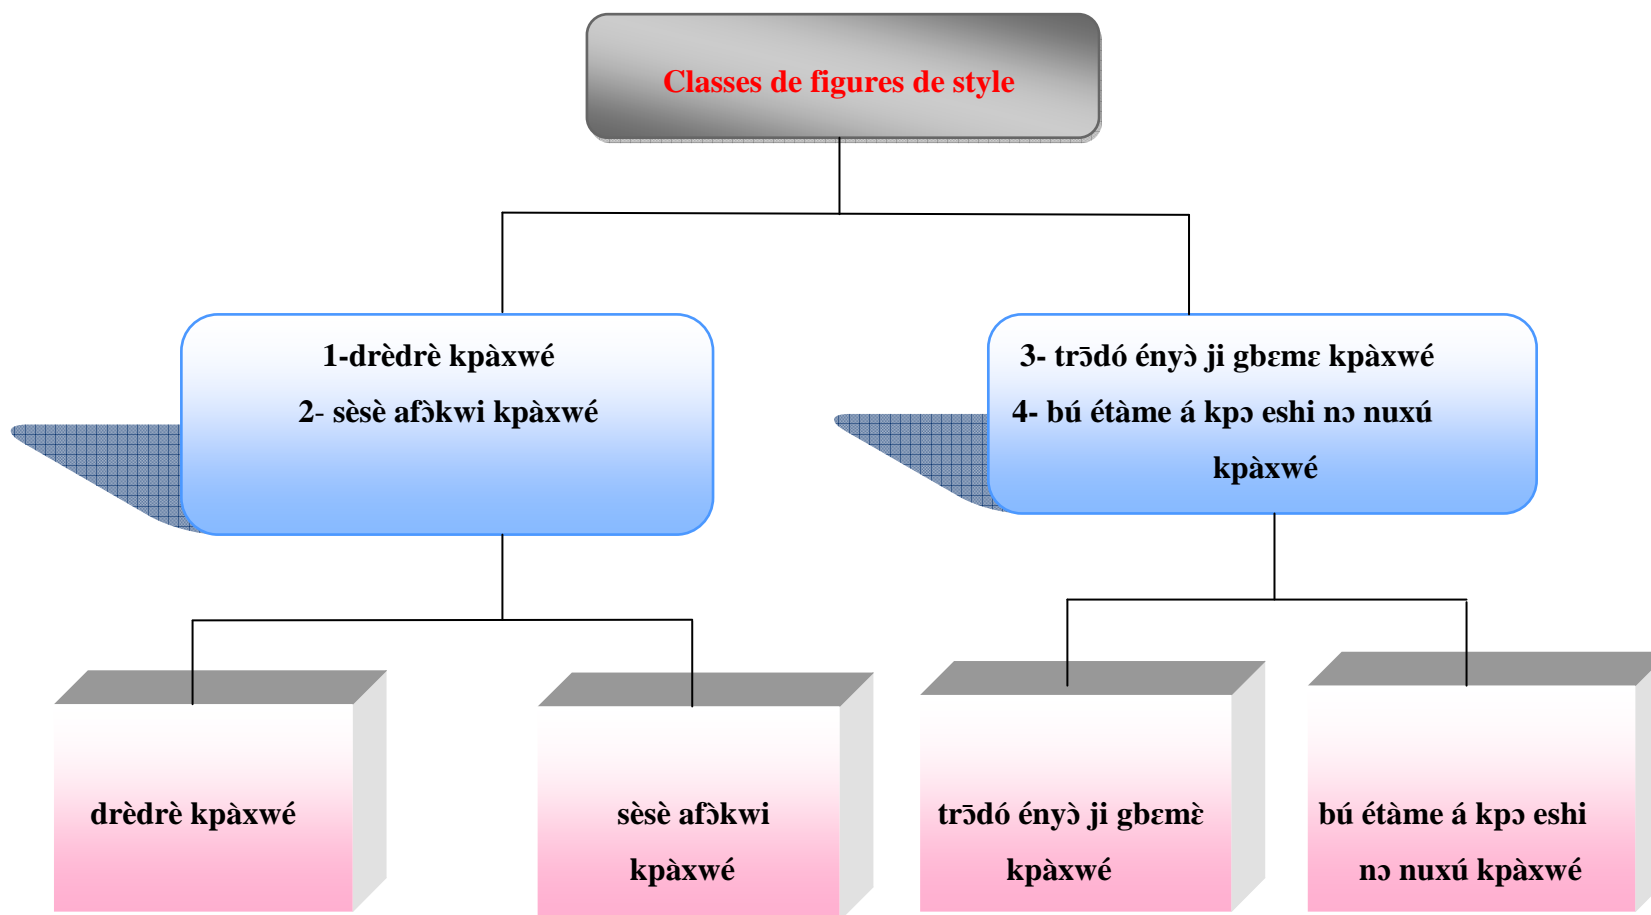 Classes de figures de style
1-drèdrè kpàxwé
2- sèsè afɔ̀kwi kpàxwé
3- trɔ̄dó ényɔ̀ ji gbɛmɛ kpàxwé
4- bú étàme á kpɔ eshi nɔ nuxú
kpàxwé
drèdrè kpàxwé
sèsè afɔ̀kwi
kpàxwé
trɔ̄dó ényɔ̀ ji gbɛmɛ̀
kpàxwé
bú étàme á kpɔ eshi
nɔ nuxú kpàxwé